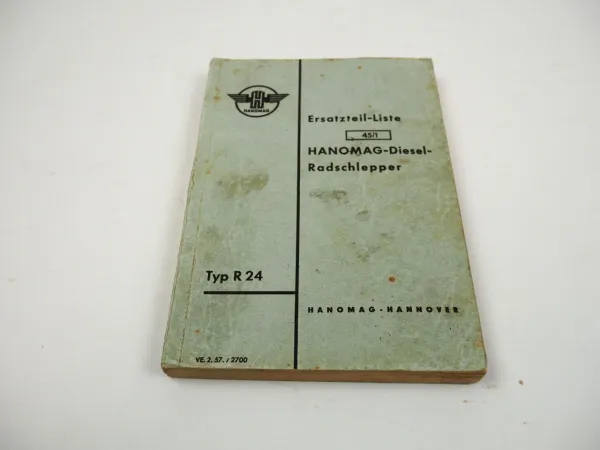 HANOMAG
Ersatzteil-Liste
45/1
HANOMAG-Diesel-
Radschlepper
Typ R 24
HANOMAG-HANNOVER
VE. 2. 57. / 2700